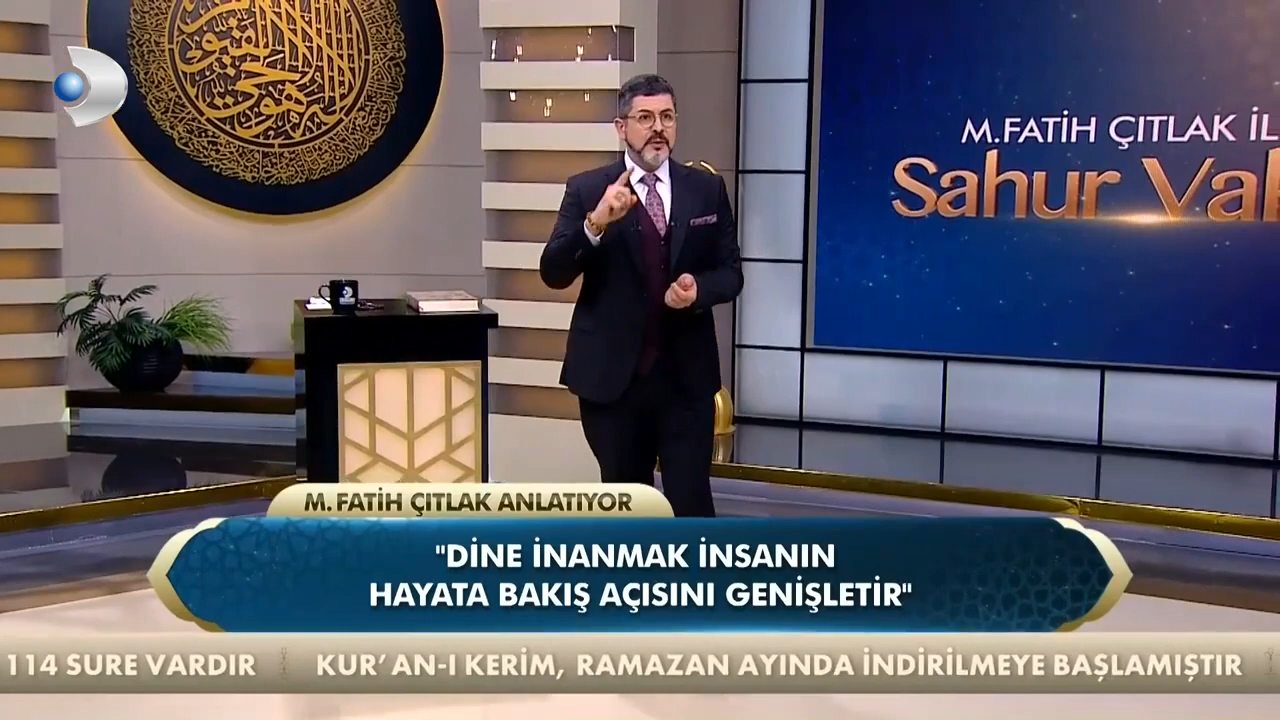 M.FATİH ÇITLAK İL
Sahur Vak
M.FATİH ÇITLAK ANLATIYOR
"DİNE İNANMAK İNSANIN
HAYATA BAKIŞ AÇISINI GENİŞLETİR"
114 SURE VARDIR
KUR'AN-I KERİM, RAMAZAN AYINDA İNDİRİLMEYE BAŞLAMIŞTIR